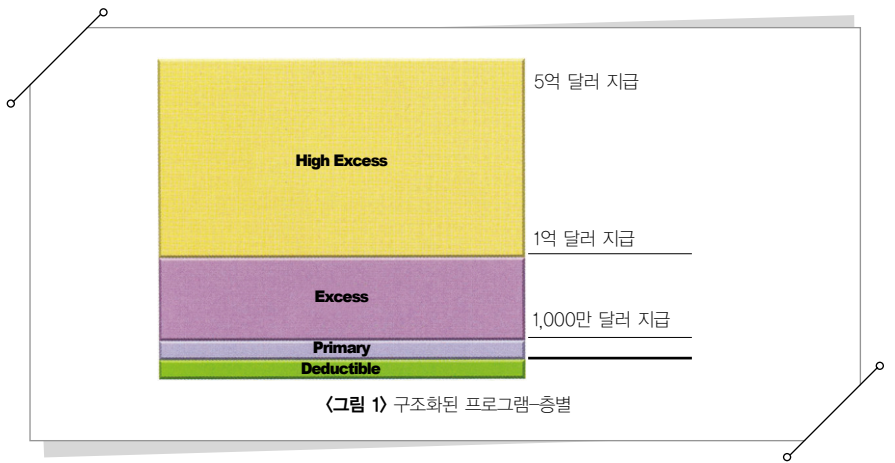 5억 달러 지급
High Excess
1억 달러 지급
Excess
1,000만 달러 지급
Primary
Deductible
〈그림 1〉 구조화된 프로그램-층별